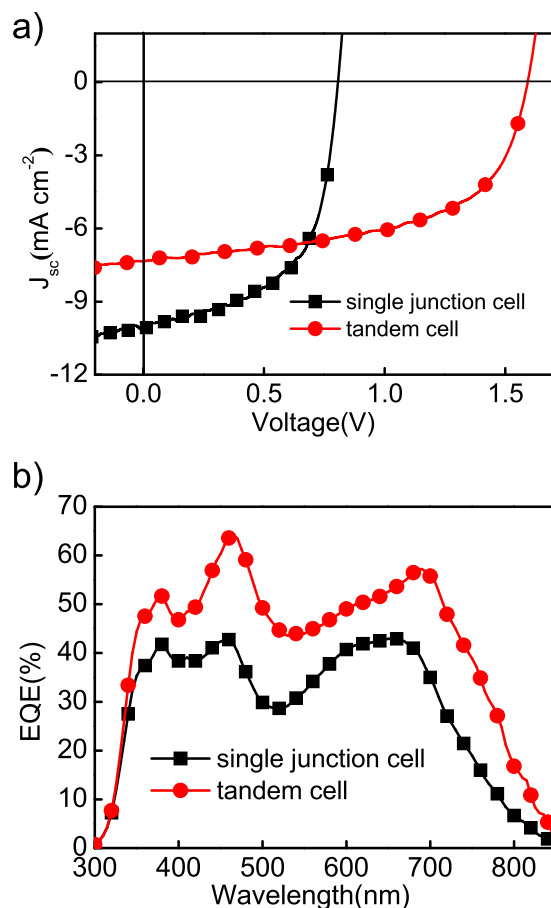 a)
0
-3
-6
-9
-12
J_sc(mA cm^-2)
single junction cell
tandem cell
0.0 0.5 1.0 1.5
Voltage(V)
b)
70
60
50
40
30
20
10
0
EQE(%)
single junction cell
tandem cell
300 400 500 600 700 800
Wavelength(nm)